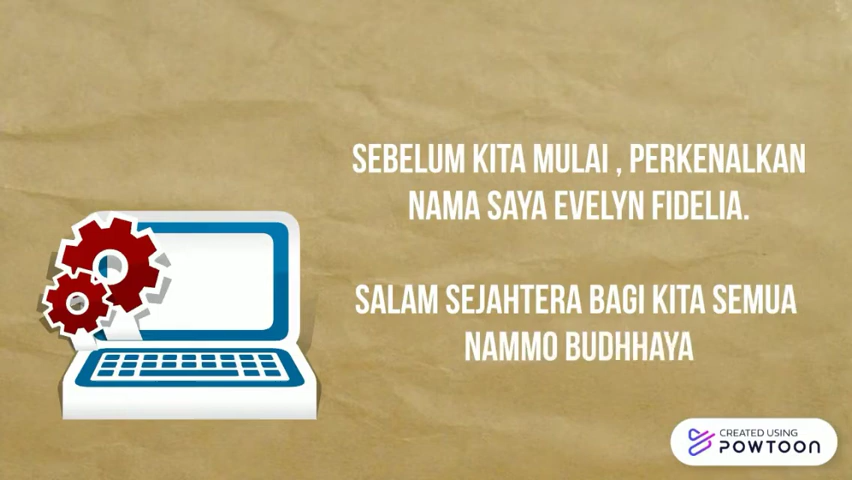 SEBELUM KITA MULAI , PERKENALKAN
NAMA SAYA EVELYN FIDELIA.
SALAM SEJAHTERA BAGI KITA SEMUA
NAMMO BUDHHAYA
CREATED USING
POWTOON